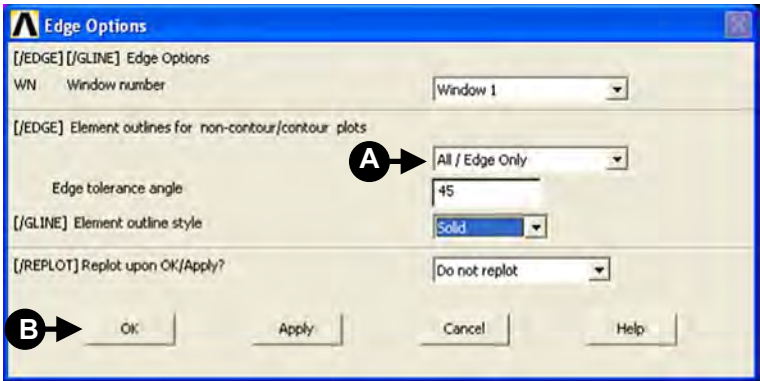 Edge Options
[/EDGE] [/GLINE] Edge Options
WN Window number Window 1
[/EDGE] Element outlines for non-contour/contour plots
A All / Edge Only
Edge tolerance angle 45
[/GLINE] Element outline style Solid
[/REPLOT] Replot upon OK/Apply? Do not replot
B OK Apply Cancel Help